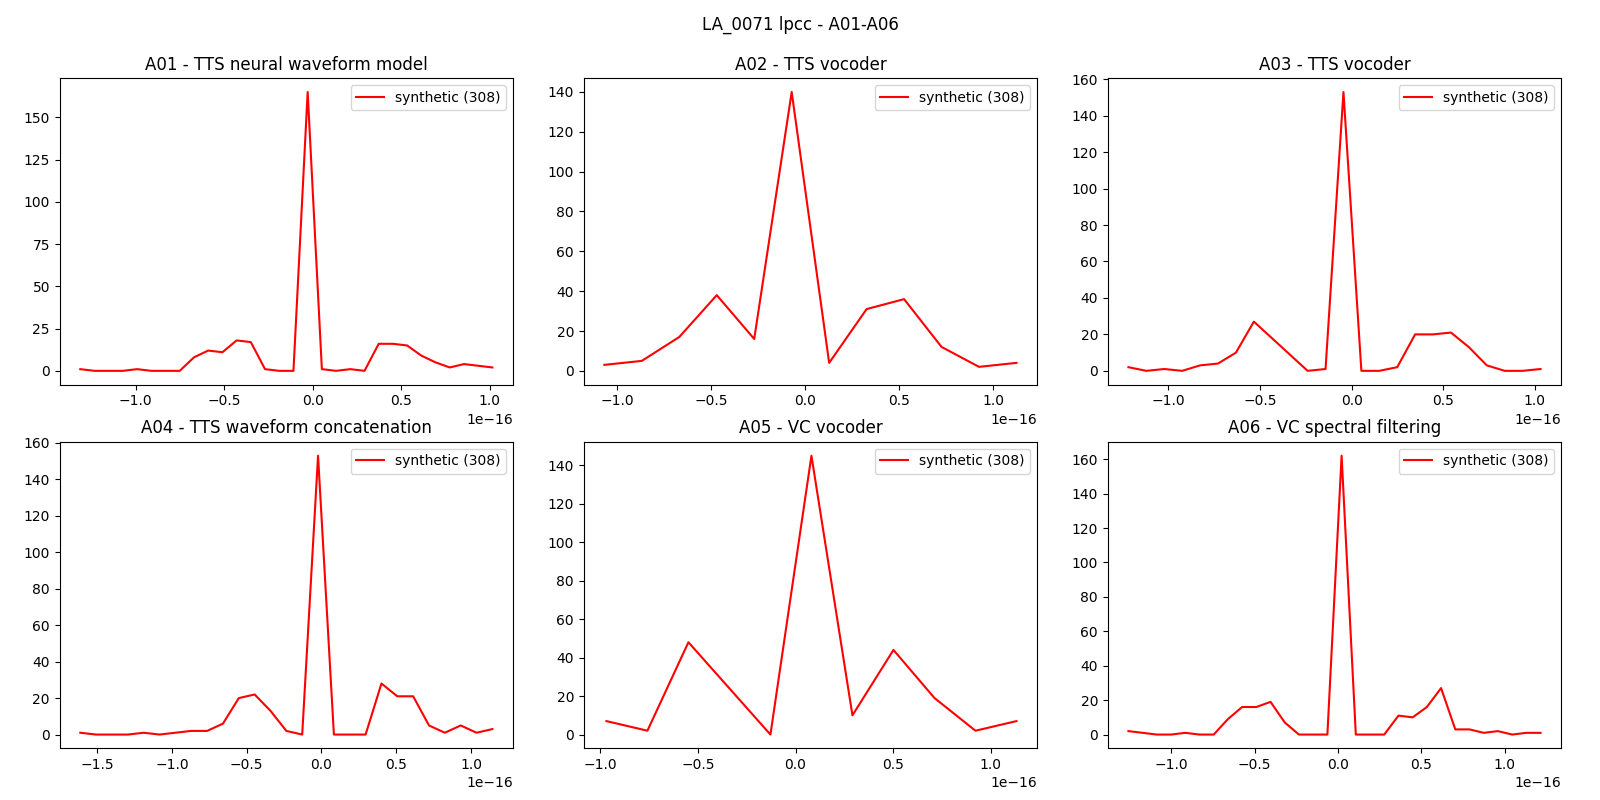 LA_0071 lpcc - A01-A06
A01 - TTS neural waveform model
synthetic (308)
150
125
100
75
50
25
0
−1.0 −0.5 0.0 0.5 1.0
1e−16
A02 - TTS vocoder
synthetic (308)
140
120
100
80
60
40
20
0
−1.0 −0.5 0.0 0.5 1.0
1e−16
A03 - TTS vocoder
synthetic (308)
160
140
120
100
80
60
40
20
0
−1.0 −0.5 0.0 0.5 1.0
1e−16
A04 - TTS waveform concatenation
synthetic (308)
160
140
120
100
80
60
40
20
0
−1.5 −1.0 −0.5 0.0 0.5 1.0
1e−16
A05 - VC vocoder
synthetic (308)
140
120
100
80
60
40
20
0
−1.0 −0.5 0.0 0.5 1.0
1e−16
A06 - VC spectral filtering
synthetic (308)
160
140
120
100
80
60
40
20
0
−1.0 −0.5 0.0 0.5 1.0
1e−16